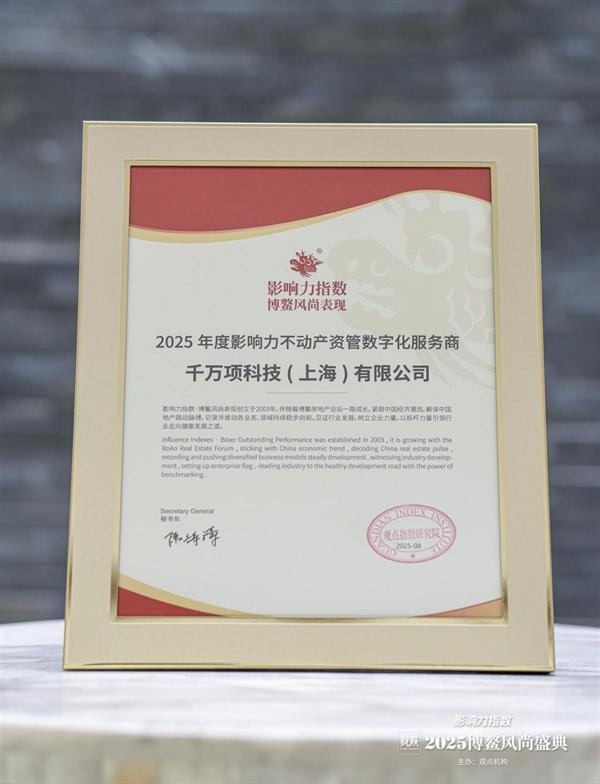 ®
影响力指数
博鳌风尚表现
2025 年度影响力不动产资管数字化服务商
千万项科技 ( 上海 ) 有限公司
影响力指数·博鳌风尚表现创立于2003年，伴随着博鳌房地产论坛一路成长，紧跟中国经济潮流，解读中国
地产跳动脉搏，记录并推动各业态、领域持续稳步向前。见证行业发展，树立企业力量，以标杆力量引领行
业走向健康发展之道。
Influence Indexes · Boao Outstanding Performance was established in 2003 , it is growing with the
BoAo Real Estate Forum , sticking with China economic trend , decoding China real estate pulse ,
recording and pushing diversified business models steady development , witnessing industry develop-
ment , setting up enterprise flag , -leading industry to the healthy development road with the power of
benchmarking .
Secretary General
秘书长
GUANDIAN INDEX INSTITUTE
观点指数研究院
2025-08
影响力指数
观点
2025博鳌风尚盛典
主办：观点机构